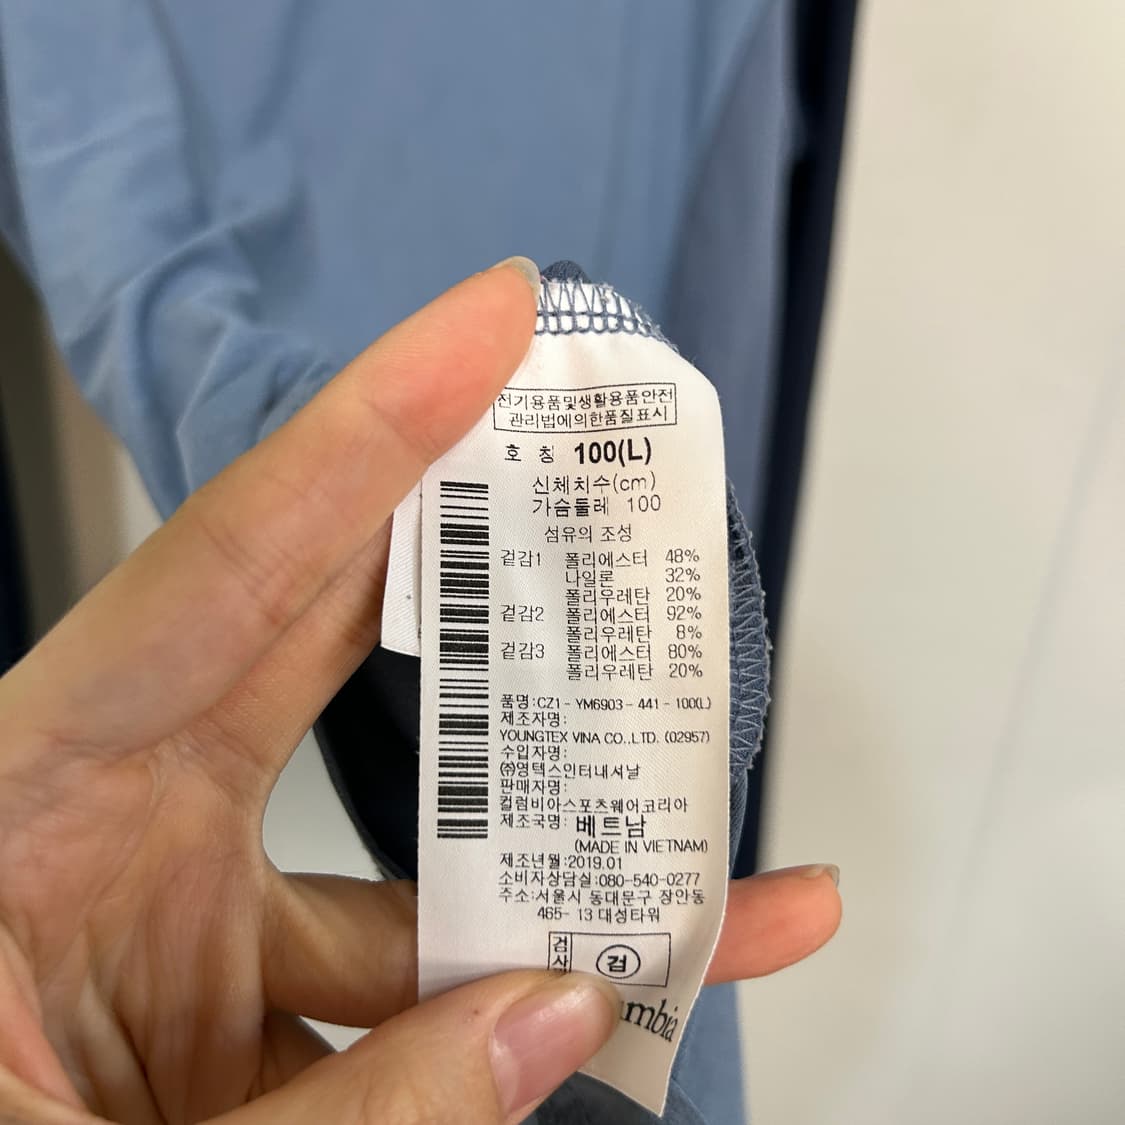 전기용품및생활용품안전
관리법에의한품질표시
호 칭 100(L)
신체치수(cm)
가슴둘레 100
섬유의 조성
겉감1 폴리에스터 48%
나일론 32%
폴리우레탄 20%
겉감2 폴리에스터 92%
폴리우레탄 8%
겉감3 폴리에스터 80%
폴리우레탄 20%
품명:CZ1-YM6903-441-100(L)
제조자명:
YOUNGTEX VINA CO.,LTD. (02957)
수입자명:
㈜영텍스인터내셔날
판매자명:
컬럼비아스포츠웨어코리아
제조국명: 베트남
(MADE IN VIETNAM)
제조년월:2019.01
소비자상담실:080-540-0277
주소:서울시 동대문구 장안동
465-13 대성타워
검사
검